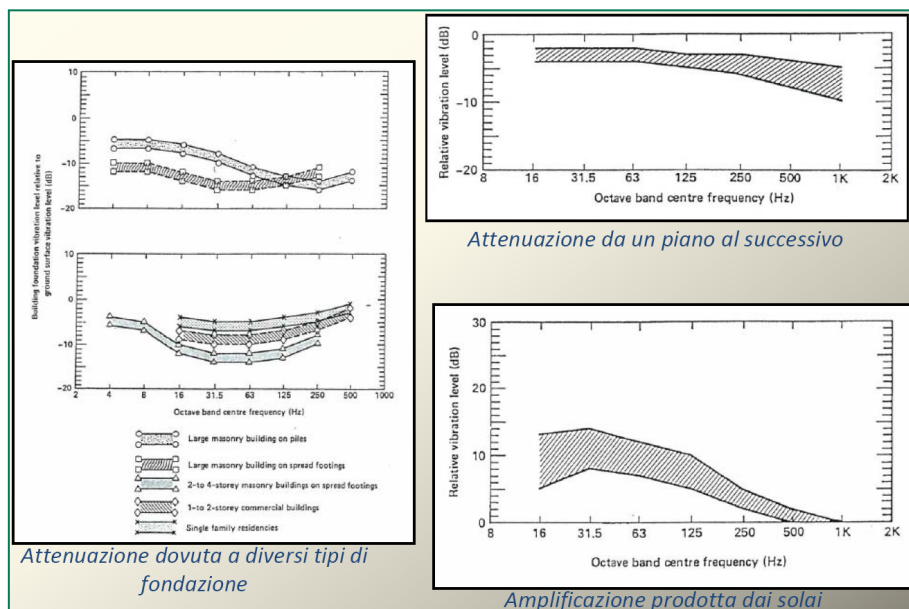 Building foundation vibration level relative to
ground surface vibration level (dB)
10
0
−10
−20
10
0
−10
−20
2 4 8 16 31.5 63 125 250 500 1000
Octave band centre frequency (Hz)
Large masonry building on piles
Large masonry building on spread footings
2-to 4-storey masonry buildings on spread footings
1-to 2-storey commercial buildings
Single family residencies
Attenuazione dovuta a diversi tipi di
fondazione
Relative vibration level (dB)
0
−10
−20
8 16 31.5 63 125 250 500 1K 2K
Octave band centre frequency (Hz)
Attenuazione da un piano al successivo
Relative vibration level (dB)
30
20
10
0
8 16 31.5 63 125 250 500 1K 2K
Octave band centre frequency (Hz)
Amplificazione prodotta dai solai